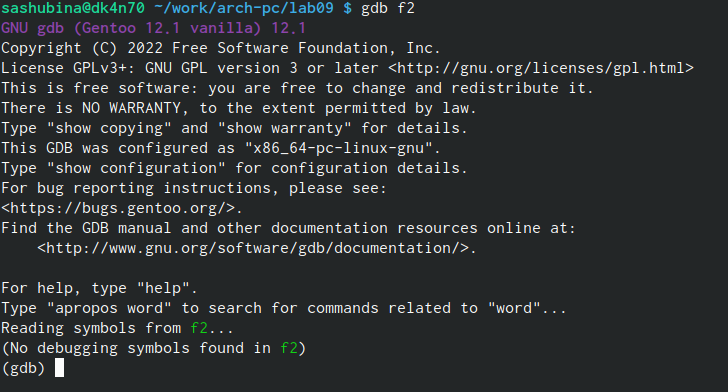 sashubina@dk4n70 ~/work/arch-pc/lab09 $ gdb f2
GNU gdb (Gentoo 12.1 vanilla) 12.1
Copyright (C) 2022 Free Software Foundation, Inc.
License GPLv3+: GNU GPL version 3 or later <http://gnu.org/licenses/gpl.html>
This is free software: you are free to change and redistribute it.
There is NO WARRANTY, to the extent permitted by law.
Type "show copying" and "show warranty" for details.
This GDB was configured as "x86_64-pc-linux-gnu".
Type "show configuration" for configuration details.
For bug reporting instructions, please see:
<https://bugs.gentoo.org/>.
Find the GDB manual and other documentation resources online at:
    <http://www.gnu.org/software/gdb/documentation/>.

For help, type "help".
Type "apropos word" to search for commands related to "word"...
Reading symbols from f2...
(No debugging symbols found in f2)
(gdb)